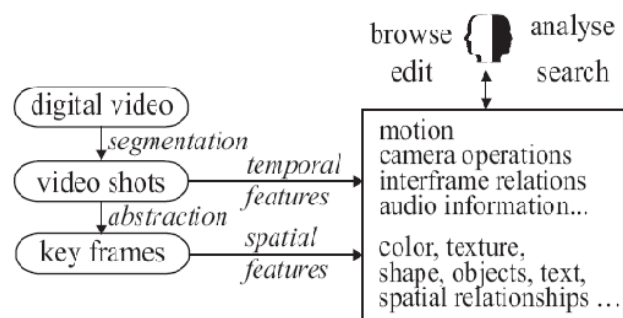 browse analyse
edit search
digital video
segmentation
video shots
abstraction
key frames
temporal
features
spatial
features
motion
camera operations
interframe relations
audio information...
color, texture,
shape, objects, text,
spatial relationships ...